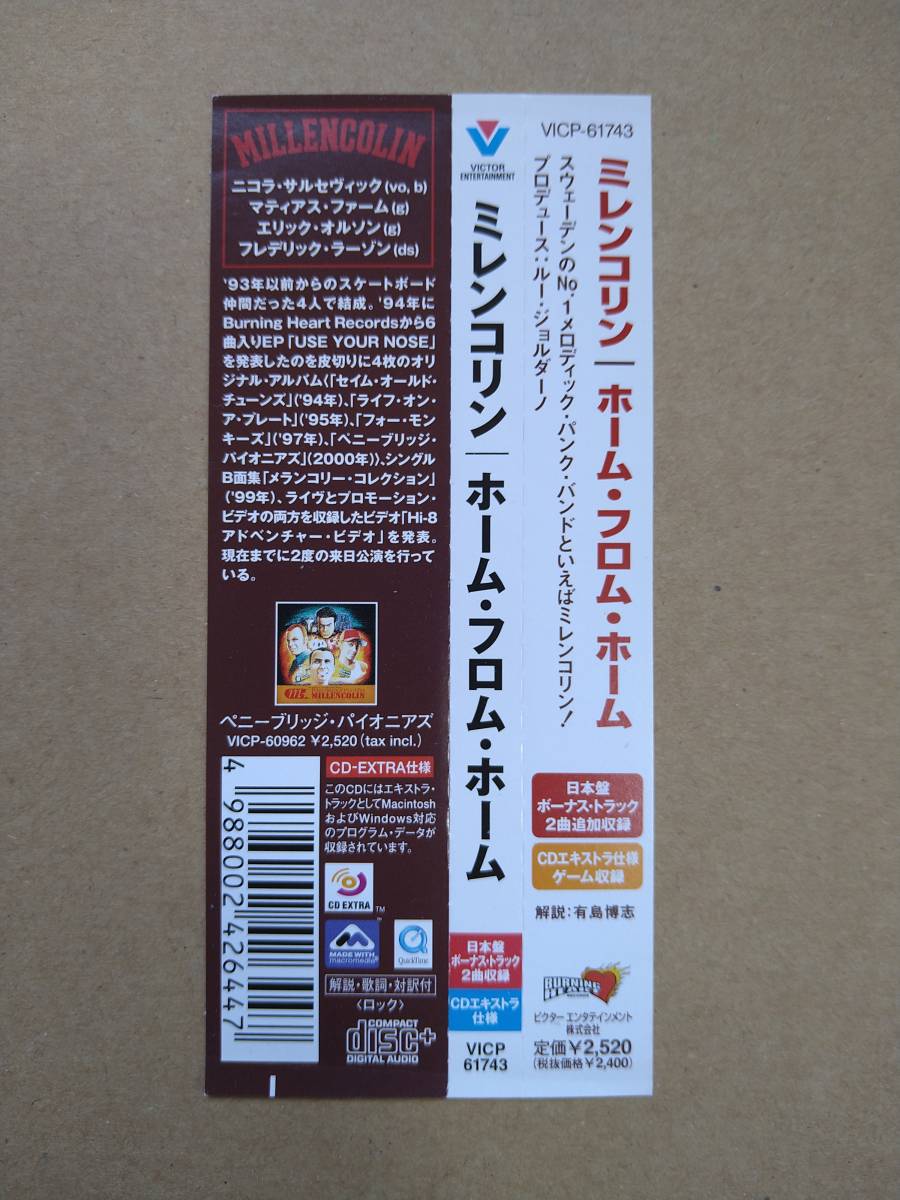 MILLENCOLIN
ニコラ・サルセヴィック(vo, b)
マティアス・ファーム(g)
エリック・オルソン(g)
フレデリック・ラーゾン(ds)
'93年以前からのスケートボード
仲間だった4人で結成。'94年に
Burning Heart Recordsから6
曲入りEP「USE YOUR NOSE」
を発表したのを皮切りに4枚のオリ
ジナル・アルバム(「セイム・オールド・
チューンズ」('94年)、「ライフ・オン・
ア・プレート」('95年)、「フォー・モン
キーズ」('97年)、「ペニーブリッジ・
パイオニアズ」(2000年))、シングル
B面集「メランコリー・コレクション」
('99年)、ライヴとプロモーション・
ビデオの両方を収録したビデオ「Hi-8
アドベンチャー・ビデオ」を発表。
現在までに2度の来日公演を行って
いる。
MILLENCOLIN
ペニーブリッジ・パイオニアズ
VICP-60962 ¥2,520 (tax incl.)
4 988002 426447
CD-EXTRA仕様
このCDにはエキストラ・
トラックとしてMacintosh
およびWindows対応
のプログラム・データが
収録されています。
CD EXTRA
TM
MADE WITH
macromedia
QuickTime
解説・歌詞・対訳付
〈ロック〉
COMPACT
disc+
DIGITAL AUDIO
VICTOR
ENTERTAINMENT
ミレンコリン|ホーム・フロム・ホーム
日本盤
ボーナス・トラック
2曲収録
CDエキストラ
仕様
VICP
61743
VICP-61743
ミレンコリン|ホーム・フロム・ホーム
スウェーデンのNo.1メロディック・パンク・バンドといえばミレンコリン!
プロデュース:ルー・ジョルダーノ
日本盤
ボーナス・トラック
2曲追加収録
CDエキストラ仕様
ゲーム収録
解説:有島博志
BURNING
HEART
RECORDS
ビクター エンタテインメント
株式会社
定価¥2,520
(税抜価格¥2,400)